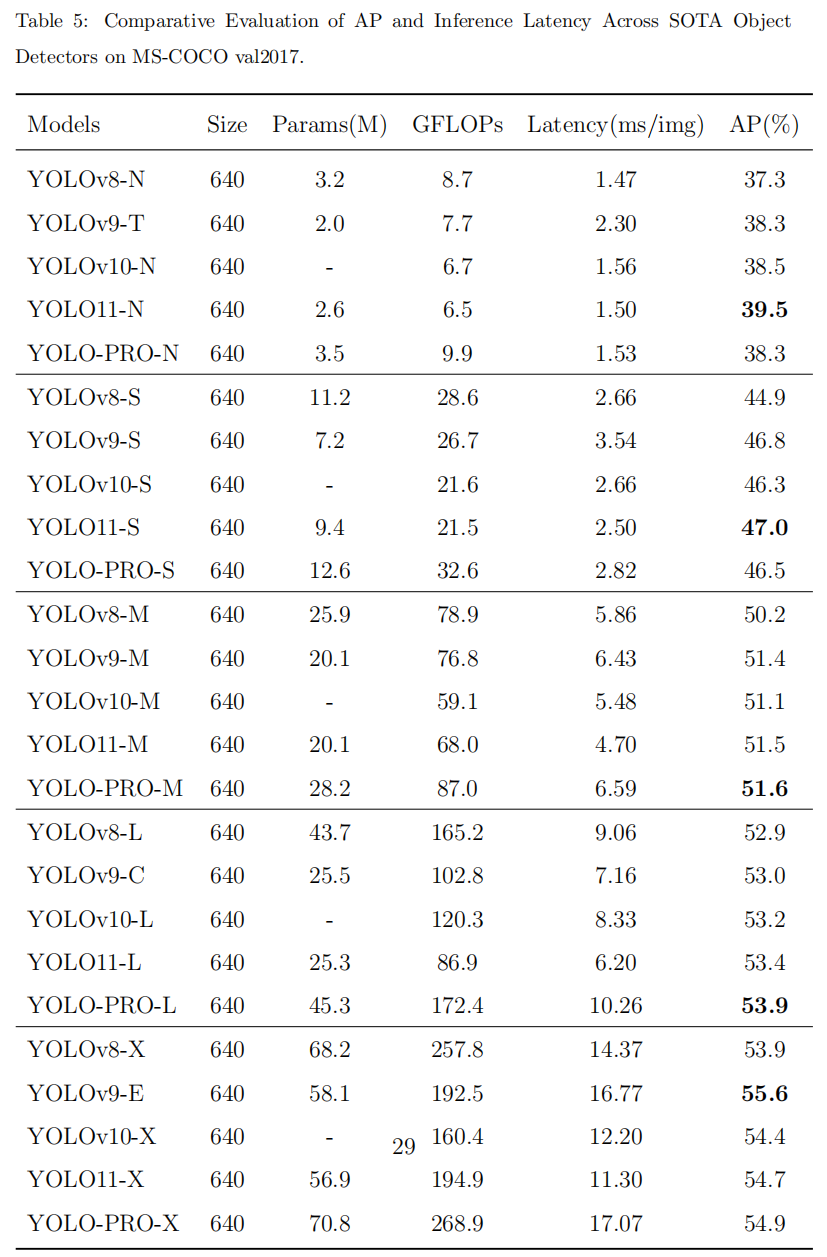 Table 5: Comparative Evaluation of AP and Inference Latency Across SOTA Object
Detectors on MS-COCO val2017.
Models Size Params(M) GFLOPs Latency(ms/img) AP(%)
YOLOv8-N 640 3.2 8.7 1.47 37.3
YOLOv9-T 640 2.0 7.7 2.30 38.3
YOLOv10-N 640 - 6.7 1.56 38.5
YOLO11-N 640 2.6 6.5 1.50 39.5
YOLO-PRO-N 640 3.5 9.9 1.53 38.3
YOLOv8-S 640 11.2 28.6 2.66 44.9
YOLOv9-S 640 7.2 26.7 3.54 46.8
YOLOv10-S 640 - 21.6 2.66 46.3
YOLO11-S 640 9.4 21.5 2.50 47.0
YOLO-PRO-S 640 12.6 32.6 2.82 46.5
YOLOv8-M 640 25.9 78.9 5.86 50.2
YOLOv9-M 640 20.1 76.8 6.43 51.4
YOLOv10-M 640 - 59.1 5.48 51.1
YOLO11-M 640 20.1 68.0 4.70 51.5
YOLO-PRO-M 640 28.2 87.0 6.59 51.6
YOLOv8-L 640 43.7 165.2 9.06 52.9
YOLOv9-C 640 25.5 102.8 7.16 53.0
YOLOv10-L 640 - 120.3 8.33 53.2
YOLO11-L 640 25.3 86.9 6.20 53.4
YOLO-PRO-L 640 45.3 172.4 10.26 53.9
YOLOv8-X 640 68.2 257.8 14.37 53.9
YOLOv9-E 640 58.1 192.5 16.77 55.6
YOLOv10-X 640 - 160.4 12.20 54.4
29
YOLO11-X 640 56.9 194.9 11.30 54.7
YOLO-PRO-X 640 70.8 268.9 17.07 54.9